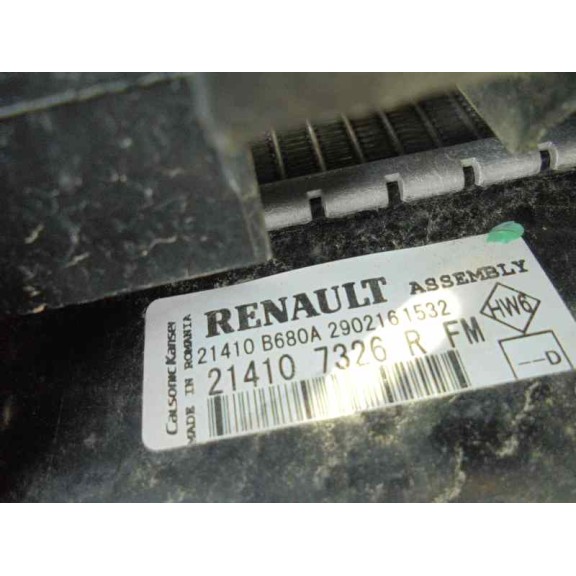 RENAULT ASSEMBLY
21410 B680A 2902161532
21410 7326 R FM
HW6
--D
Calsonic Kansei
MADE IN ROMANIA